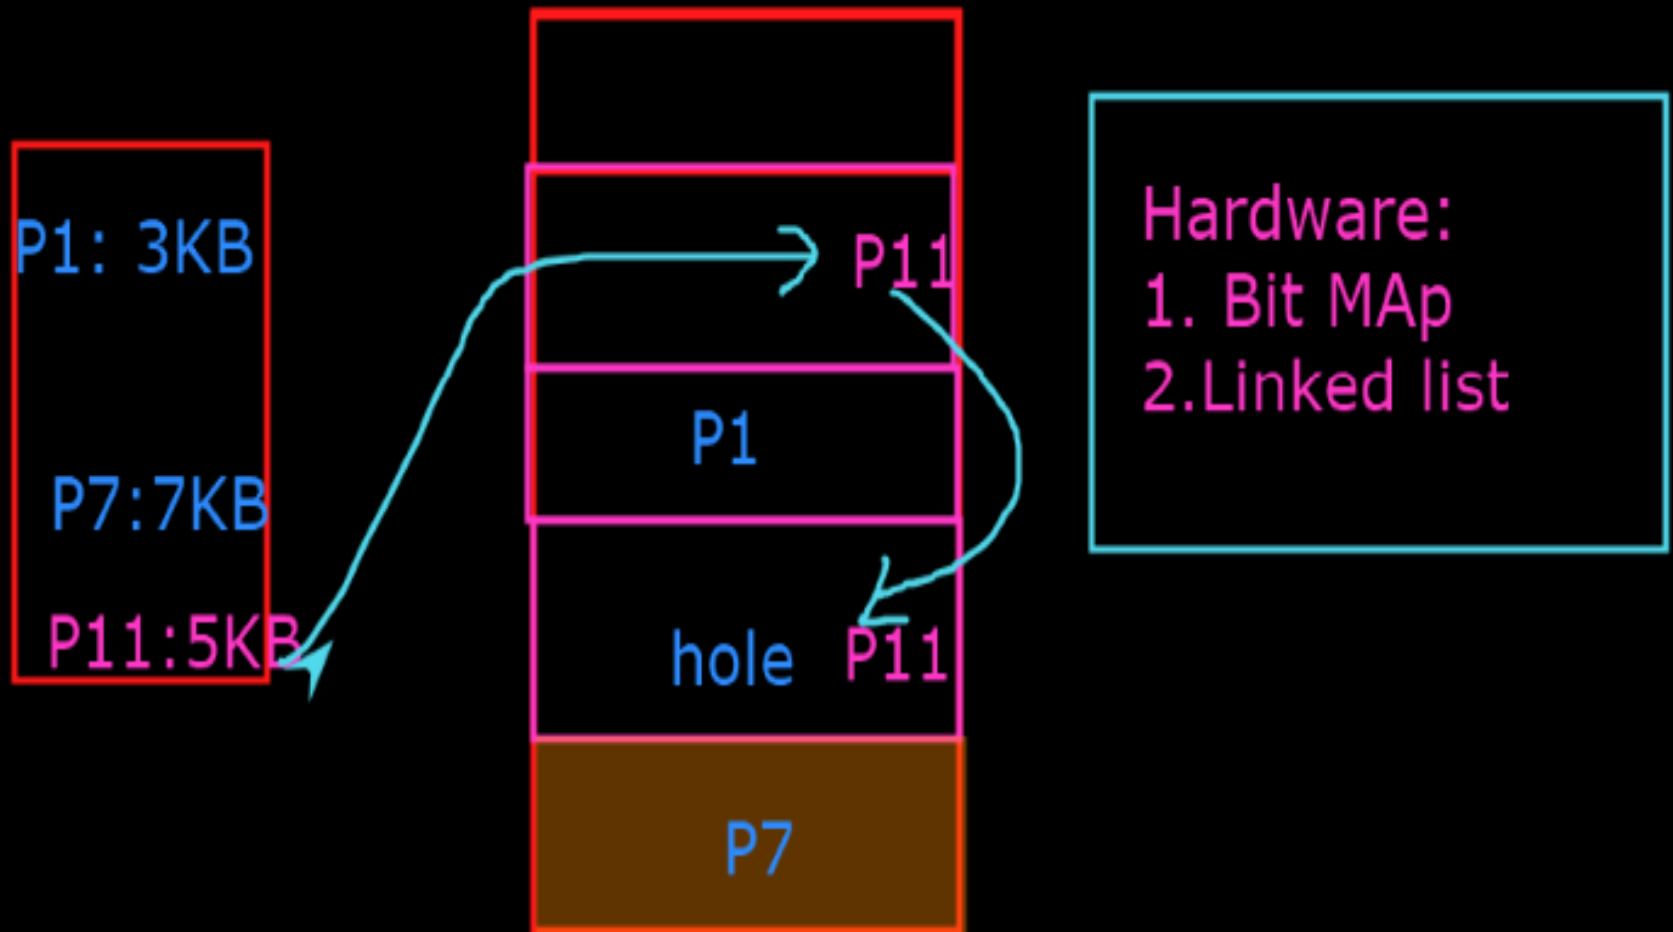 P1: 3KB
P7:7KB
P11:5KB
P11
P1
hole P11
P7
Hardware:
1. Bit MAp
2.Linked list